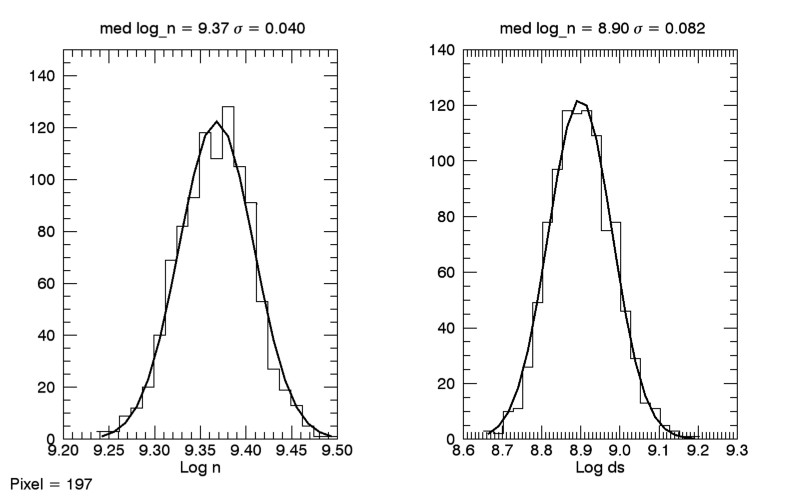 med log_n = 9.37 σ = 0.040
140
120
100
80
60
40
20
0
9.20 9.25 9.30 9.35 9.40 9.45 9.50
Log n
med log_n = 8.90 σ = 0.082
140
120
100
80
60
40
20
0
8.6 8.7 8.8 8.9 9.0 9.1 9.2 9.3
Log ds
Pixel = 197